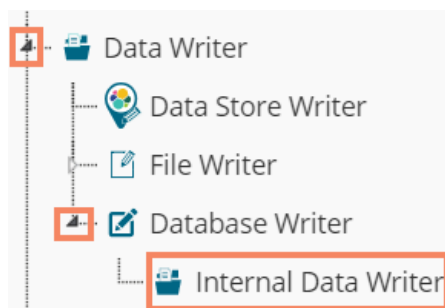 Data Writer
Data Store Writer
File Writer
Database Writer
Internal Data Writer